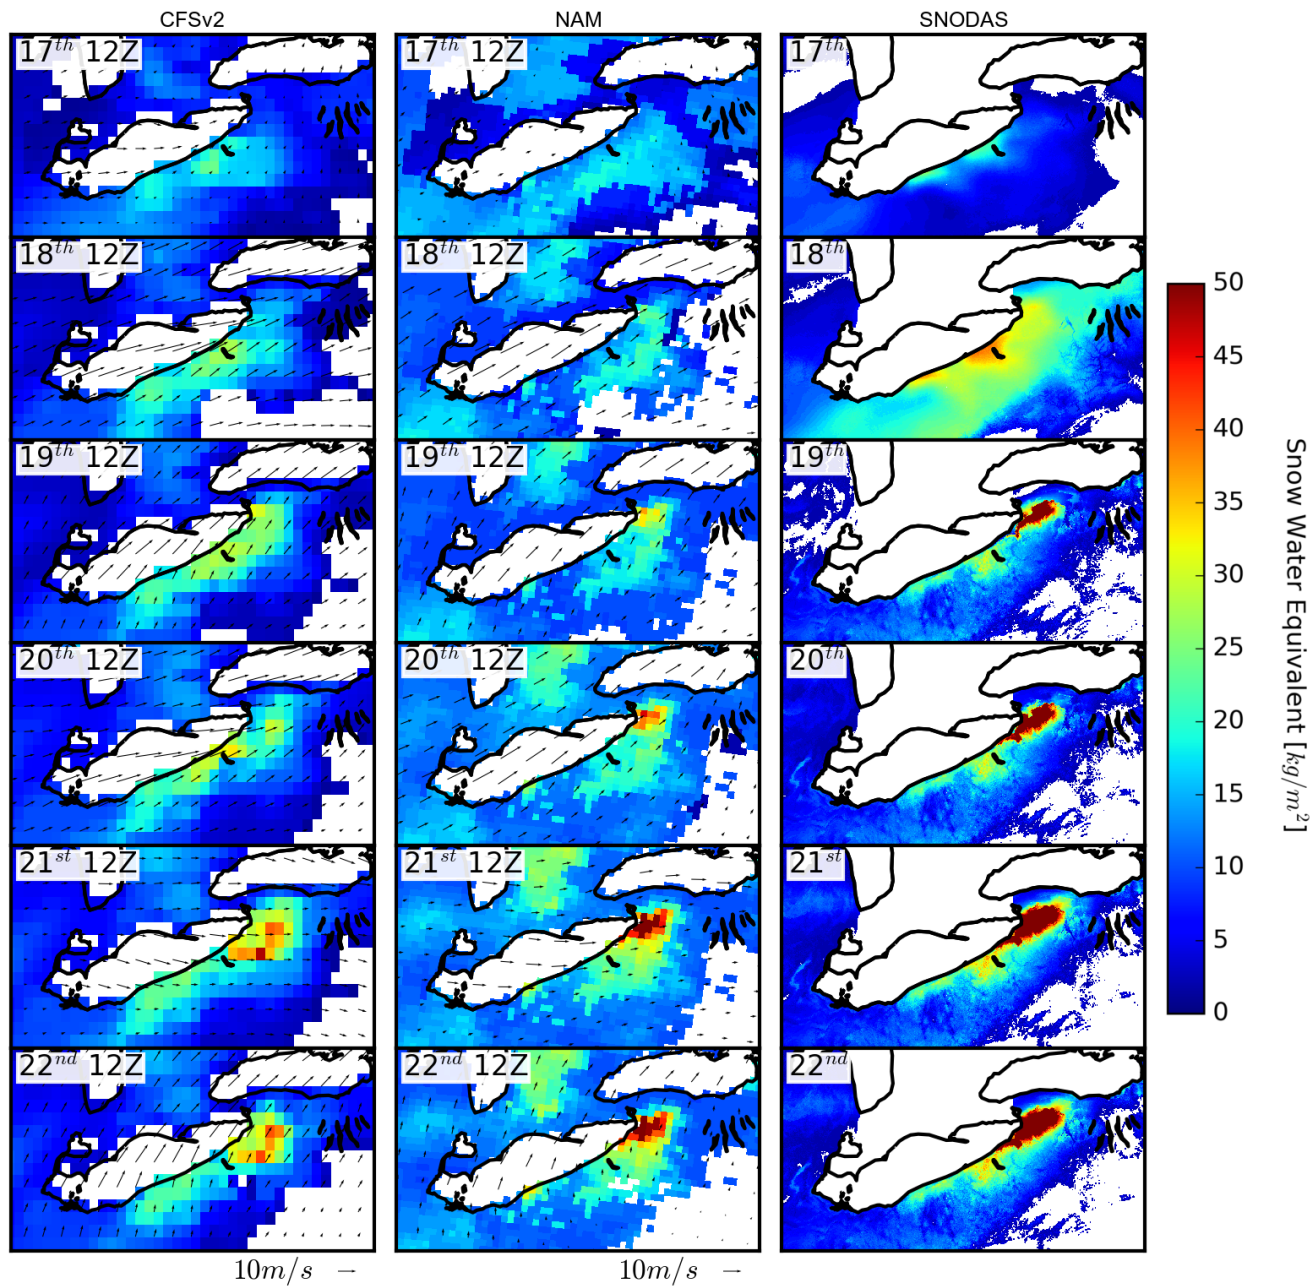 CFSv2 NAM SNODAS
17th 12Z 17th 12Z 17th
18th 12Z 18th 12Z 18th
19th 12Z 19th 12Z 19th
20th 12Z 20th 12Z 20th
21st 12Z 21st 12Z 21st
22nd 12Z 22nd 12Z 22nd
10m/s → 10m/s →
50
45
40
35
30
25
20
15
10
5
0
Snow Water Equivalent [kg/m²]